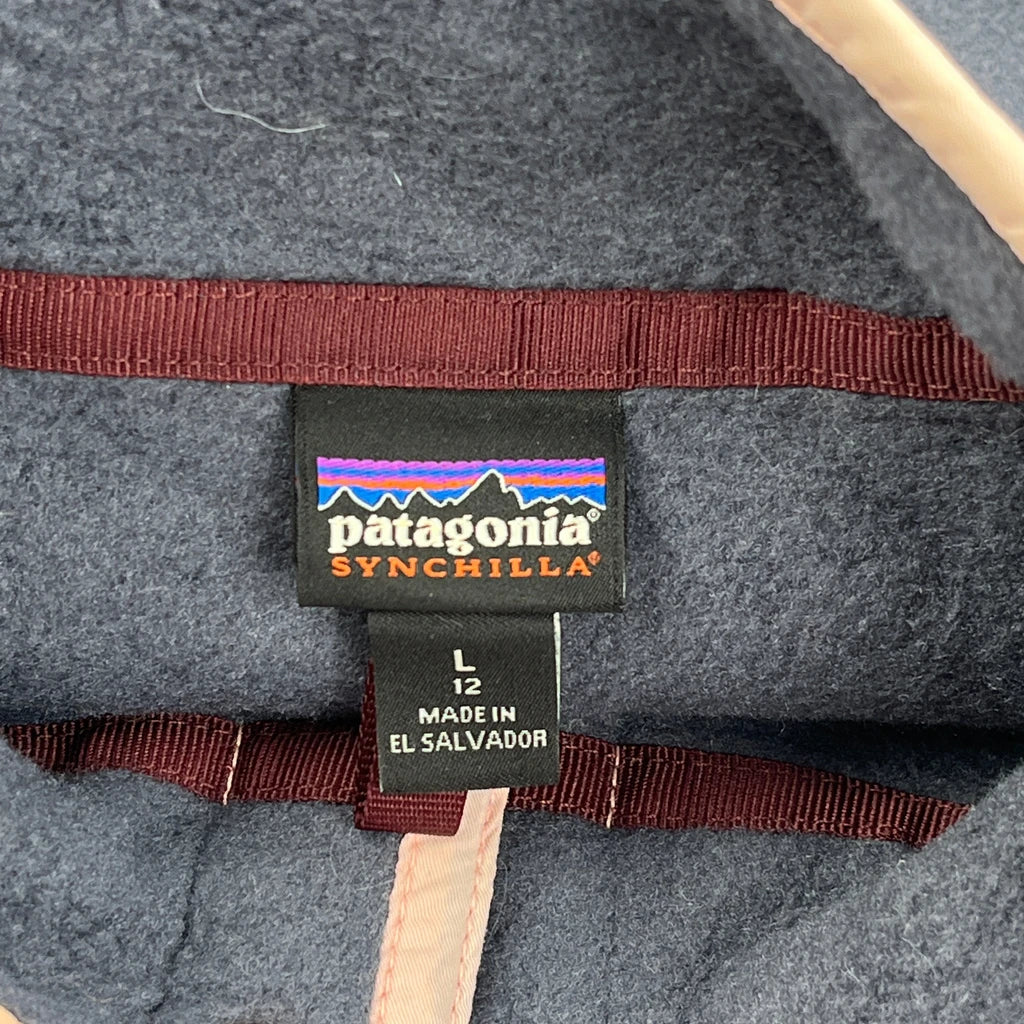 patagonia®
SYNCHILLA®
L
12
MADE IN
EL SALVADOR